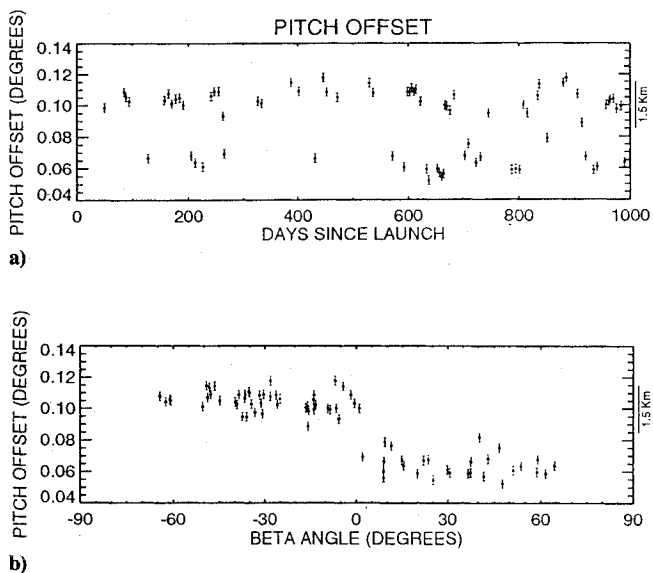 PITCH OFFSET
PITCH OFFSET (DEGREES)
0.14
0.12
0.10
0.08
0.06
0.04
0
200
400
600
800
1000
DAYS SINCE LAUNCH
1.5 Km
a)
PITCH OFFSET (DEGREES)
0.14
0.12
0.10
0.08
0.06
0.04
-90
-60
-30
0
30
60
90
BETA ANGLE (DEGREES)
1.5 Km
b)